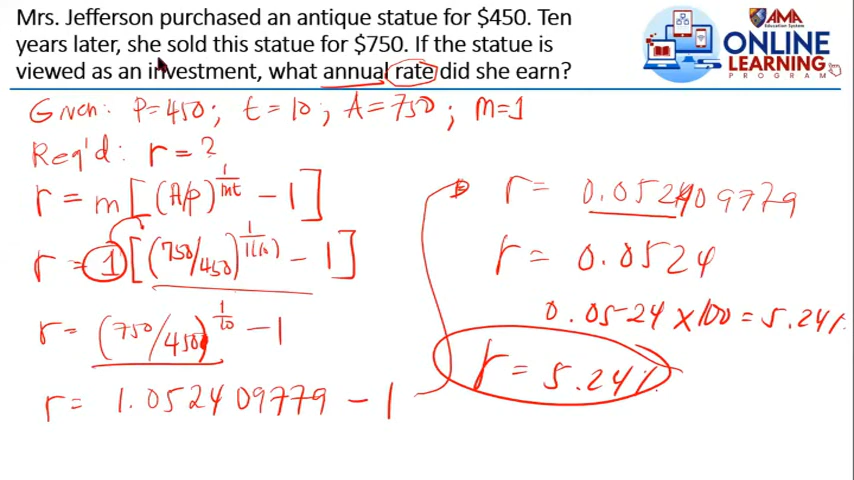 Mrs. Jefferson purchased an antique statue for $450. Ten
years later, she sold this statue for $750. If the statue is
viewed as an investment, what annual rate did she earn?
AMA
Education System
ONLINE
LEARNING
PROGRAM
Given: P=450; t=10; A=750; m=1
Req'd: r = ?
r = m[(A/P)^(1/mt) - 1]
r = 1[(750/450)^(1/1(10)) - 1]
r = (750/450)^(1/10) - 1
r = 1.052409779 - 1
r = 0.052409779
r = 0.0524
0.0524 x 100 = 5.24%
r = 5.24%